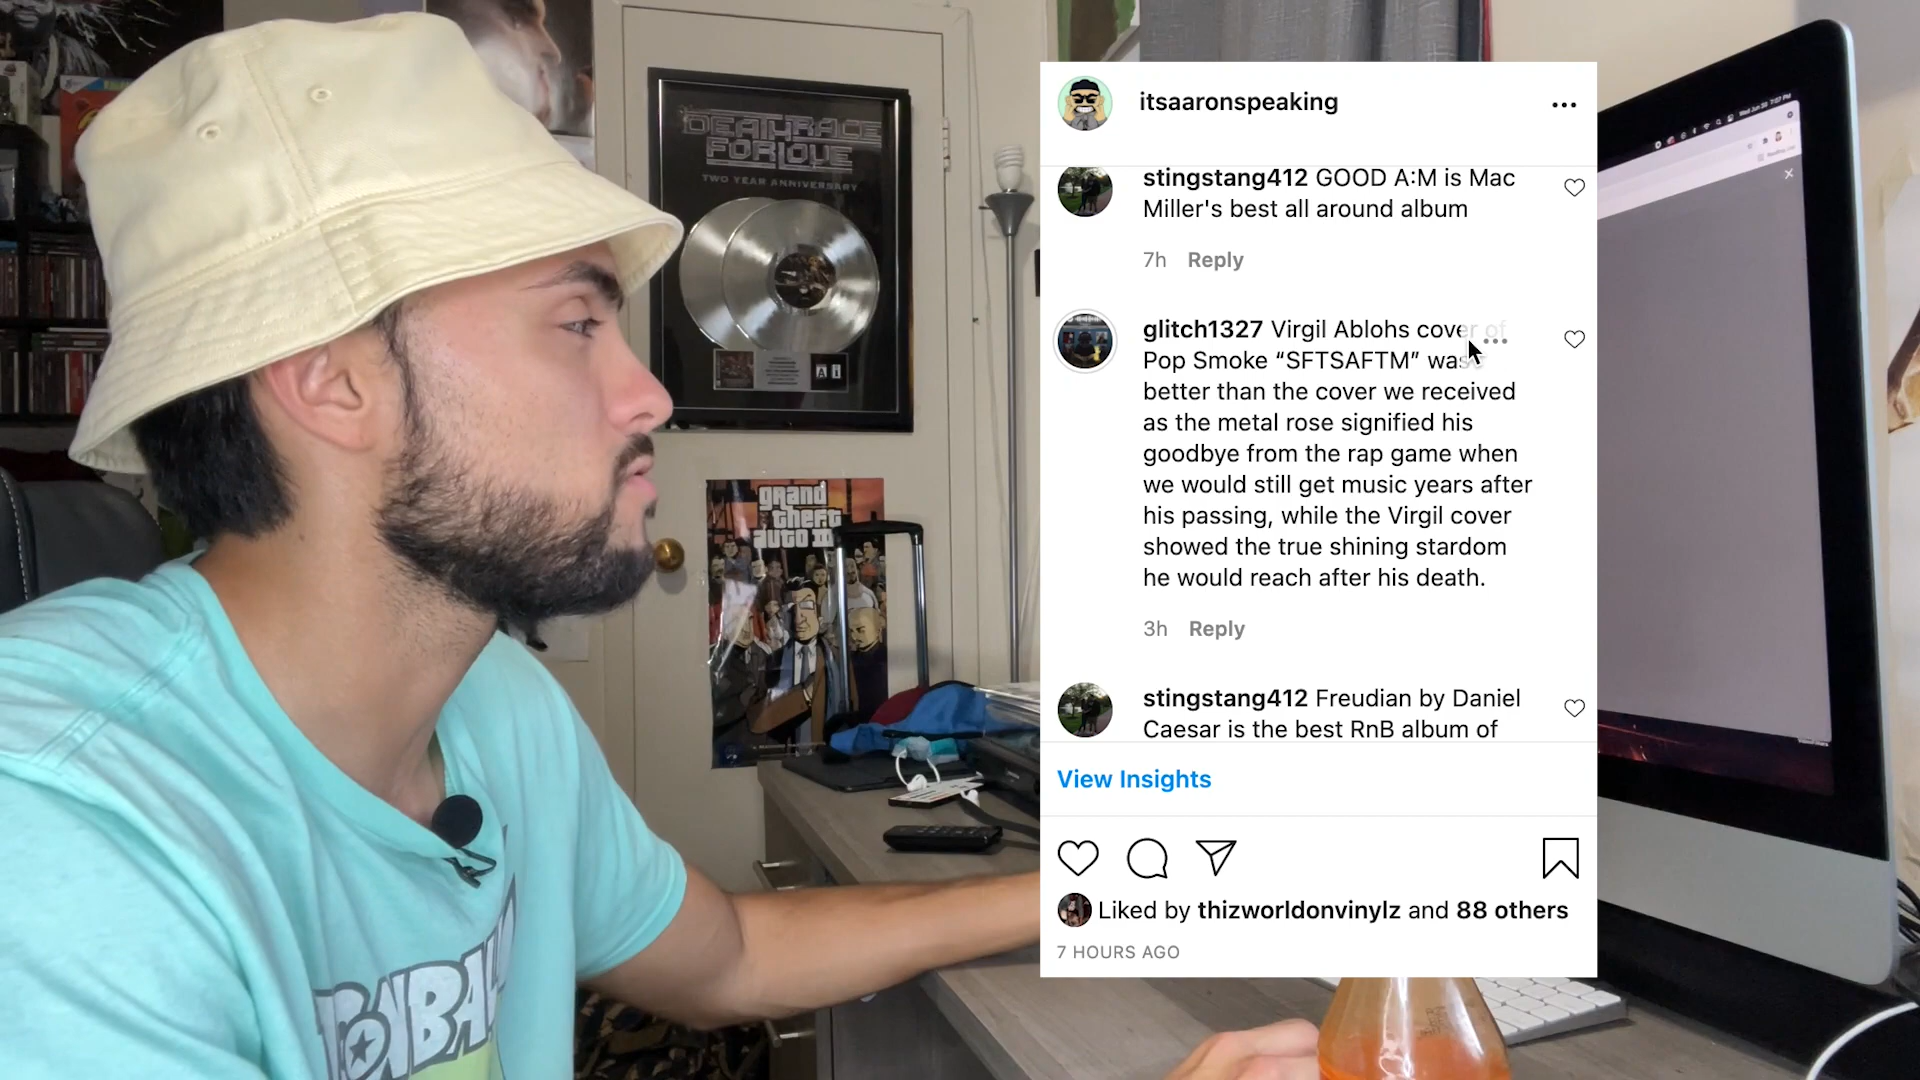 DEATHRACE
FORLOVE
TWO YEAR ANNIVERSARY
grand
theft
auto III
itsaaronspeaking
stingstang412 GOOD A:M is Mac
Miller's best all around album
7h Reply
glitch1327 Virgil Ablohs cover of
Pop Smoke “SFTSAFTM” was
better than the cover we received
as the metal rose signified his
goodbye from the rap game when
we would still get music years after
his passing, while the Virgil cover
showed the true shining stardom
he would reach after his death.
3h Reply
stingstang412 Freudian by Daniel
Caesar is the best RnB album of
View Insights
Liked by thizworldonvinylz and 88 others
7 HOURS AGO